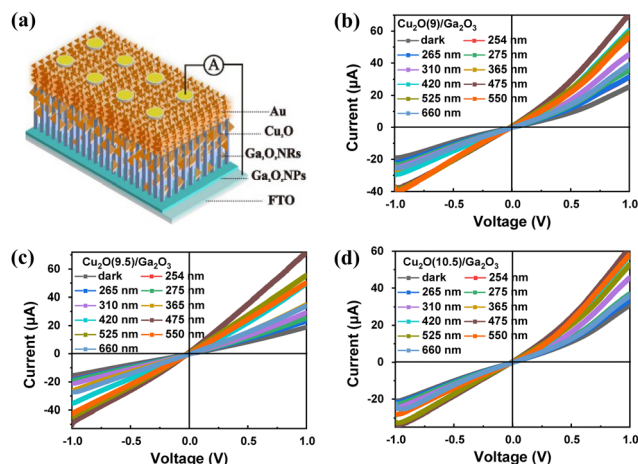 (a)
A
Au
Cu₂O
Ga₂O₃NRs
Ga₂O₃NPs
FTO
(b)
Cu₂O(9)/Ga₂O₃
dark 254 nm
265 nm 275 nm
310 nm 365 nm
420 nm 475 nm
525 nm 550 nm
660 nm
Current (μA)
60
40
20
0
-20
-40
-1.0 -0.5 0.0 0.5 1.0
Voltage (V)
(c)
Cu₂O(9.5)/Ga₂O₃
dark 254 nm
265 nm 275 nm
310 nm 365 nm
420 nm 475 nm
525 nm 550 nm
660 nm
Current (μA)
60
40
20
0
-20
-40
-1.0 -0.5 0.0 0.5 1.0
Voltage (V)
(d)
Cu₂O(10.5)/Ga₂O₃
dark 254 nm
265 nm 275 nm
310 nm 365 nm
420 nm 475 nm
525 nm 550 nm
660 nm
Current (μA)
60
40
20
0
-20
-1.0 -0.5 0.0 0.5 1.0
Voltage (V)